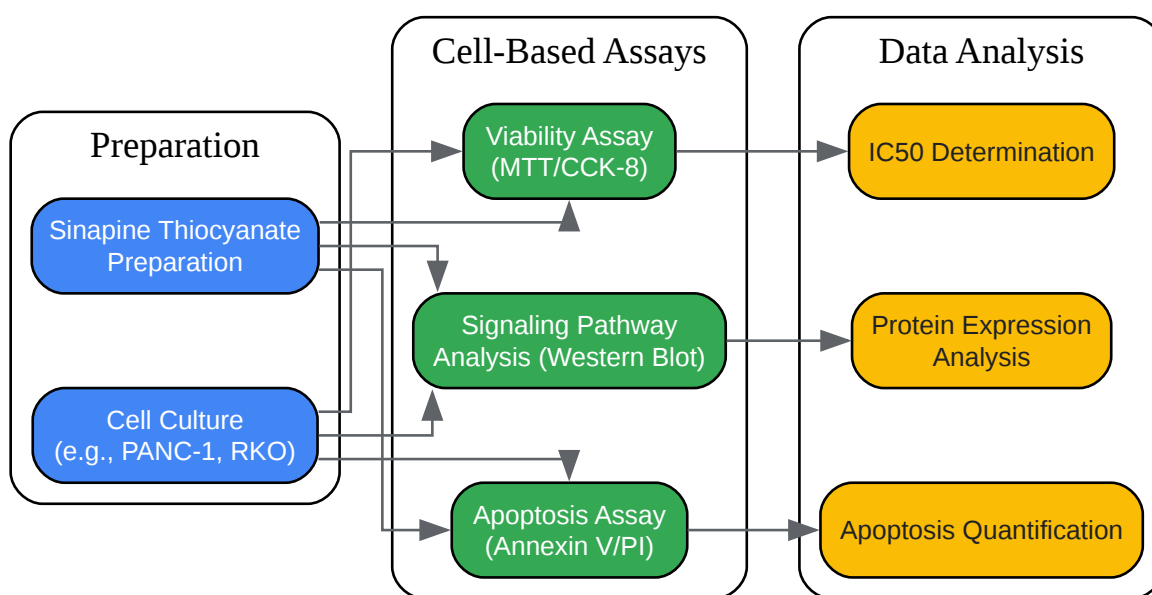 Preparation
Sinapine Thiocyanate
Preparation
Cell Culture
(e.g., PANC-1, RKO)
Cell-Based Assays
Viability Assay
(MTT/CCK-8)
Signaling Pathway
Analysis (Western Blot)
Apoptosis Assay
(Annexin V/PI)
Data Analysis
IC50 Determination
Protein Expression
Analysis
Apoptosis Quantification